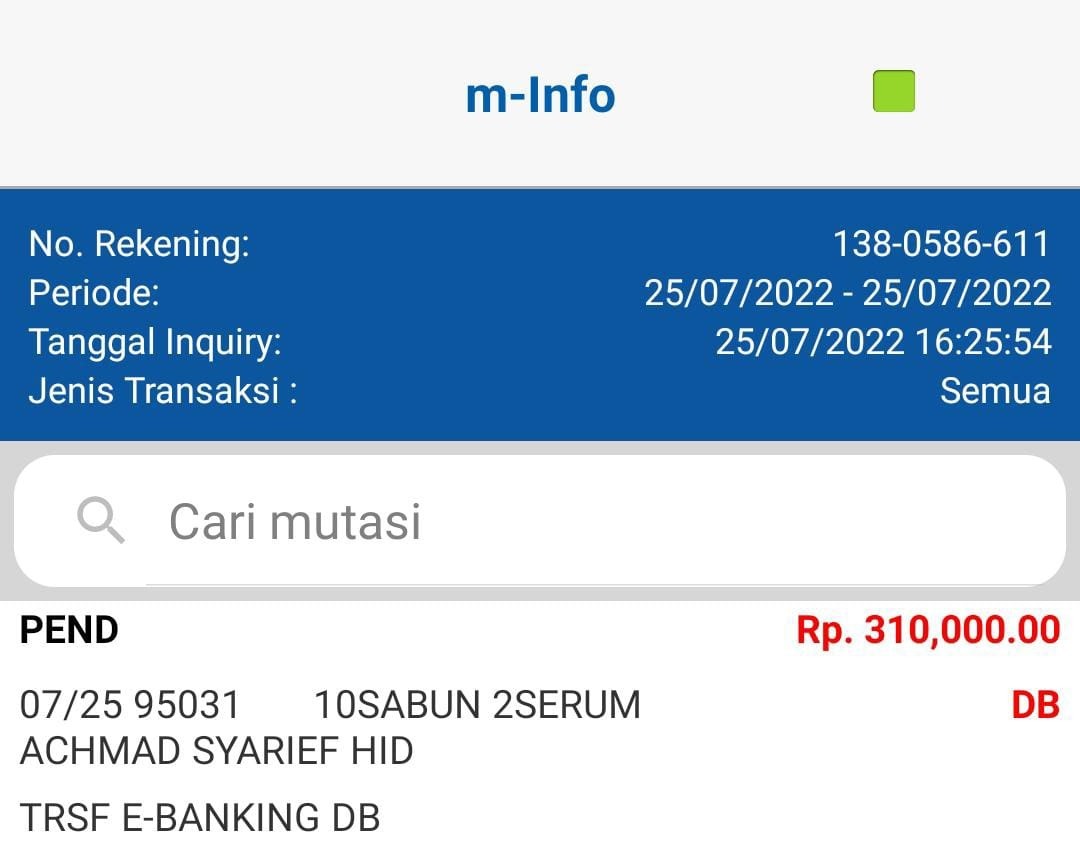 m-Info
No. Rekening: 138-0586-611
Periode: 25/07/2022 - 25/07/2022
Tanggal Inquiry: 25/07/2022 16:25:54
Jenis Transaksi : Semua
Cari mutasi
PEND Rp. 310,000.00
07/25 95031 10SABUN 2SERUM DB
ACHMAD SYARIEF HID
TRSF E-BANKING DB